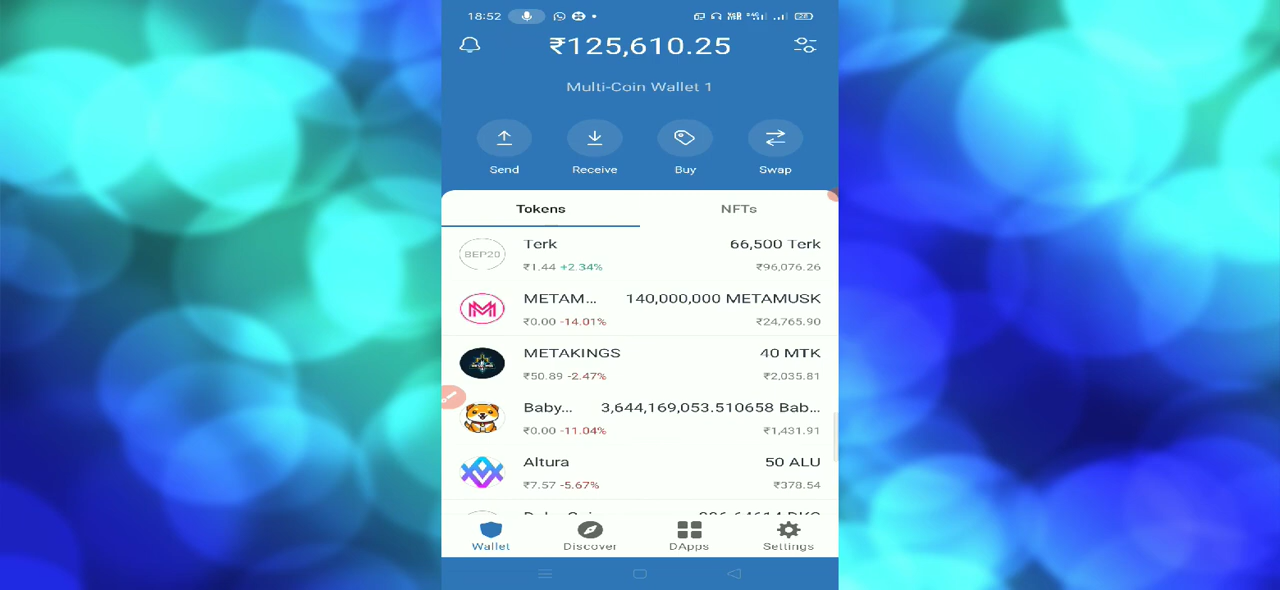 18:52
₹125,610.25
Multi-Coin Wallet 1
Send Receive Buy Swap
Tokens NFTs
BEP20 Terk 66,500 Terk
₹1.44 +2.34% ₹96,076.26
METAM... 140,000,000 METAMUSK
₹0.00 -14.01% ₹24,765.90
METAKINGS 40 MTK
₹50.89 -2.47% ₹2,035.81
Baby... 3,644,169,053.510658 Bab...
₹0.00 -11.04% ₹1,431.91
Altura 50 ALU
₹7.57 -5.67% ₹378.54
Wallet Discover DApps Settings